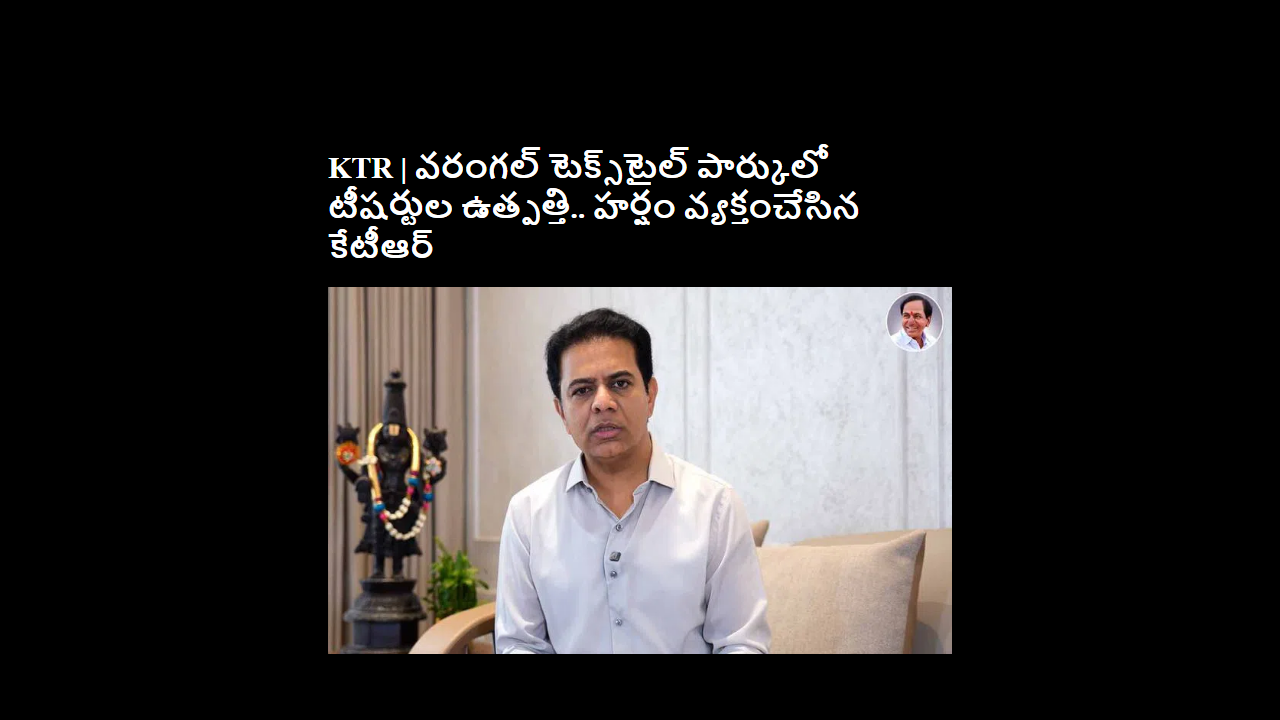 KTR | వరంగల్ టెక్స్‌టైల్ పార్కులో
టీషర్టుల ఉత్పత్తి.. హర్షం వ్యక్తంచేసిన
కేటీఆర్